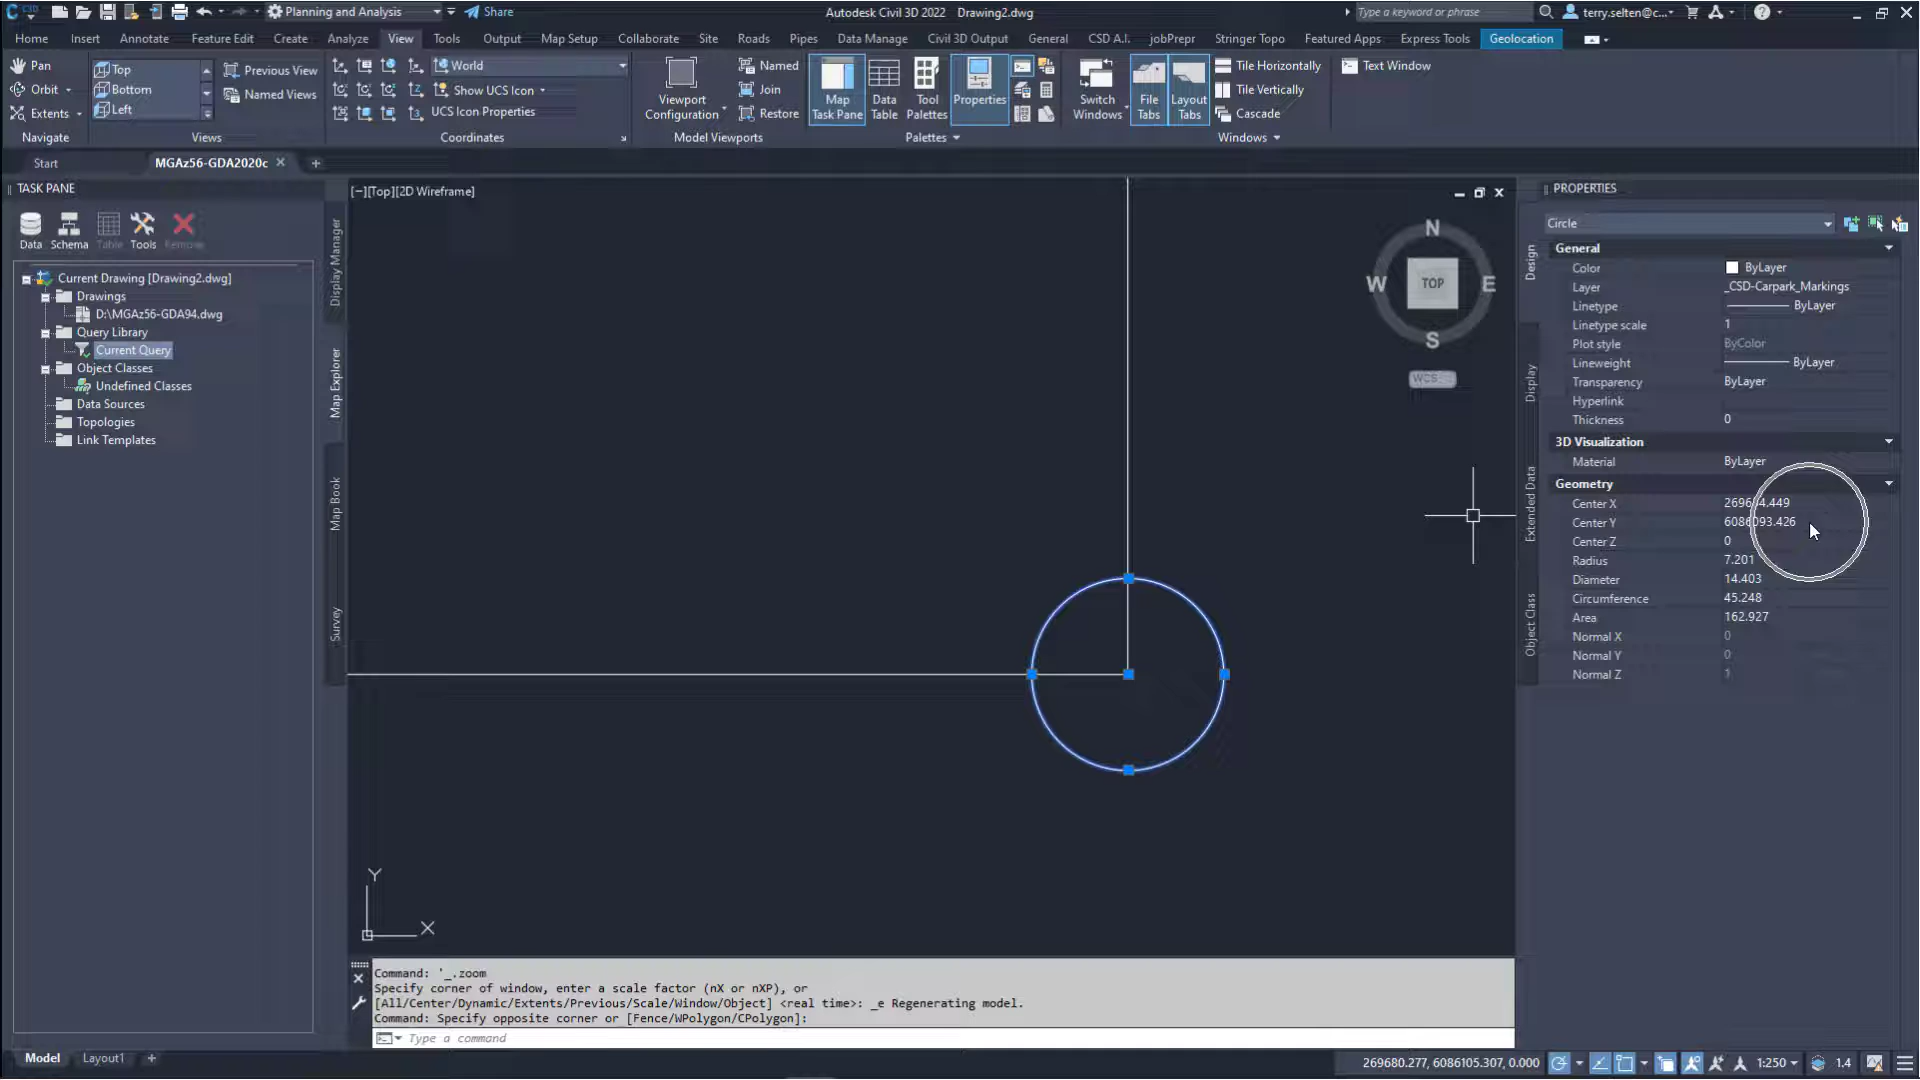 Planning and Analysis
Share
Autodesk Civil 3D 2022 Drawing2.dwg
Type a keyword or phrase
terry.selten@c...
Home Insert Annotate Feature Edit Create Analyze View Tools Output Map Setup Collaborate Site Roads Pipes Data Manage Civil 3D Output General CSD A.I. jobPrepr Stringer Topo Featured Apps Express Tools Geolocation
Pan
Orbit
Extents
Navigate
Top
Bottom
Left
Views
Previous View
Named Views
World
Show UCS Icon
UCS Icon Properties
Coordinates
Viewport
Configuration
Named
Join
Restore
Model Viewports
Map
Task Pane
Data
Table
Tool
Palettes
Properties
Palettes
Switch
Windows
File
Tabs
Layout
Tabs
Tile Horizontally
Tile Vertically
Cascade
Windows
Text Window
Start
MGAz56-GDA2020c
TASK PANE
Data Schema Table Tools Remove
Current Drawing [Drawing2.dwg]
Drawings
D:\MGAz56-GDA94.dwg
Query Library
Current Query
Object Classes
Undefined Classes
Data Sources
Topologies
Link Templates
Display Manager
Map Explorer
Map Book
Survey
[−][Top][2D Wireframe]
N
W TOP E
S
WCS
Y
X
PROPERTIES
Circle
Design
Display
Extended Data
Object Class
General
Color ByLayer
Layer _CSD-Carpark_Markings
Linetype ByLayer
Linetype scale 1
Plot style ByColor
Lineweight ByLayer
Transparency ByLayer
Hyperlink
Thickness 0
3D Visualization
Material ByLayer
Geometry
Center X
Center Y 6086093.426
Center Z 0
Radius 7.201
Diameter 14.403
Circumference 45.248
Area 162.927
Normal X 0
Normal Y 0
Normal Z 1
Command: '_.zoom
Specify corner of window, enter a scale factor (nX or nXP), or
[All/Center/Dynamic/Extents/Previous/Scale/Window/Object] <real time>: _e Regenerating model.
Command: Specify opposite corner or [Fence/WPolygon/CPolygon]:
Type a command
Model Layout1 +
269680.277, 6086105.307, 0.000
1:250
1.4